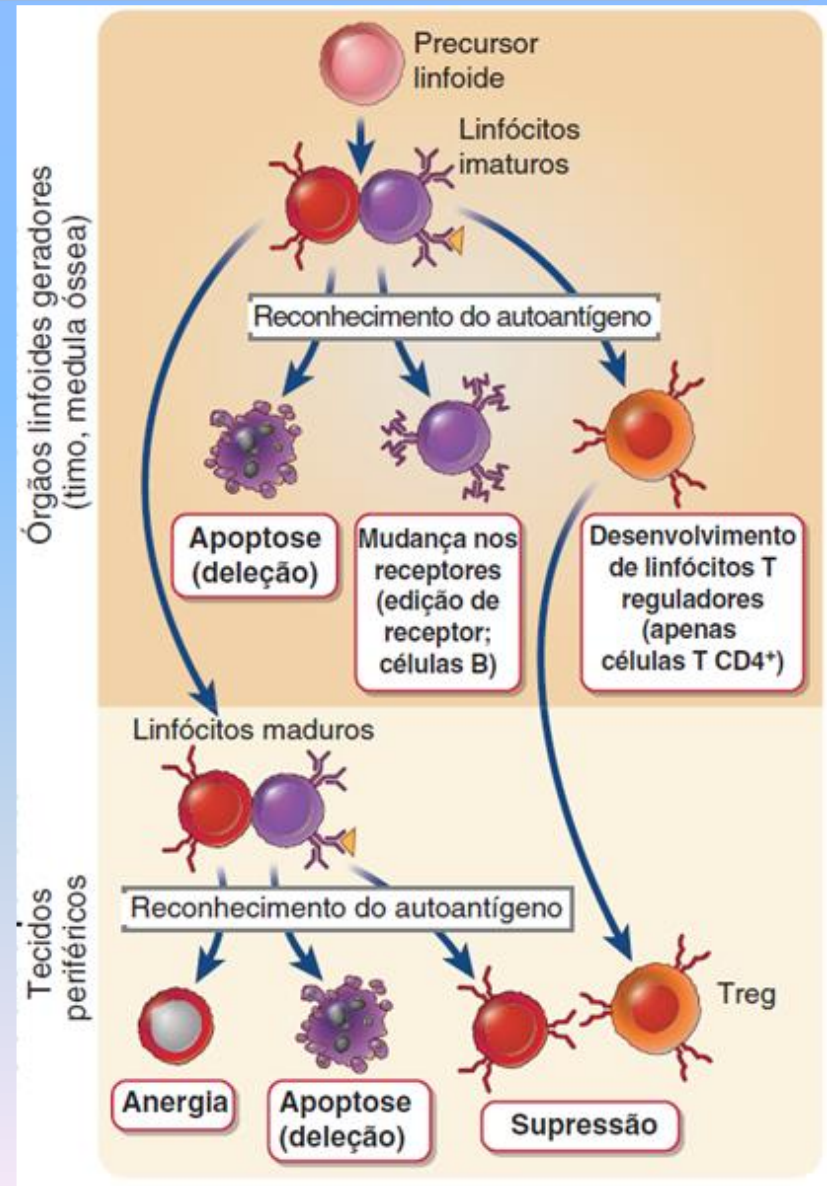 Precursor
linfoide
Linfócitos
imaturos
Órgãos linfoides geradores
(timo, medula óssea)
Reconhecimento do autoantígeno
Apoptose
(deleção)
Mudança nos
receptores
(edição de
receptor;
células B)
Desenvolvimento
de linfócitos T
reguladores
(apenas
células T CD4⁺)
Linfócitos maduros
Tecidos
periféricos
Reconhecimento do autoantígeno
Treg
Anergia
Apoptose
(deleção)
Supressão